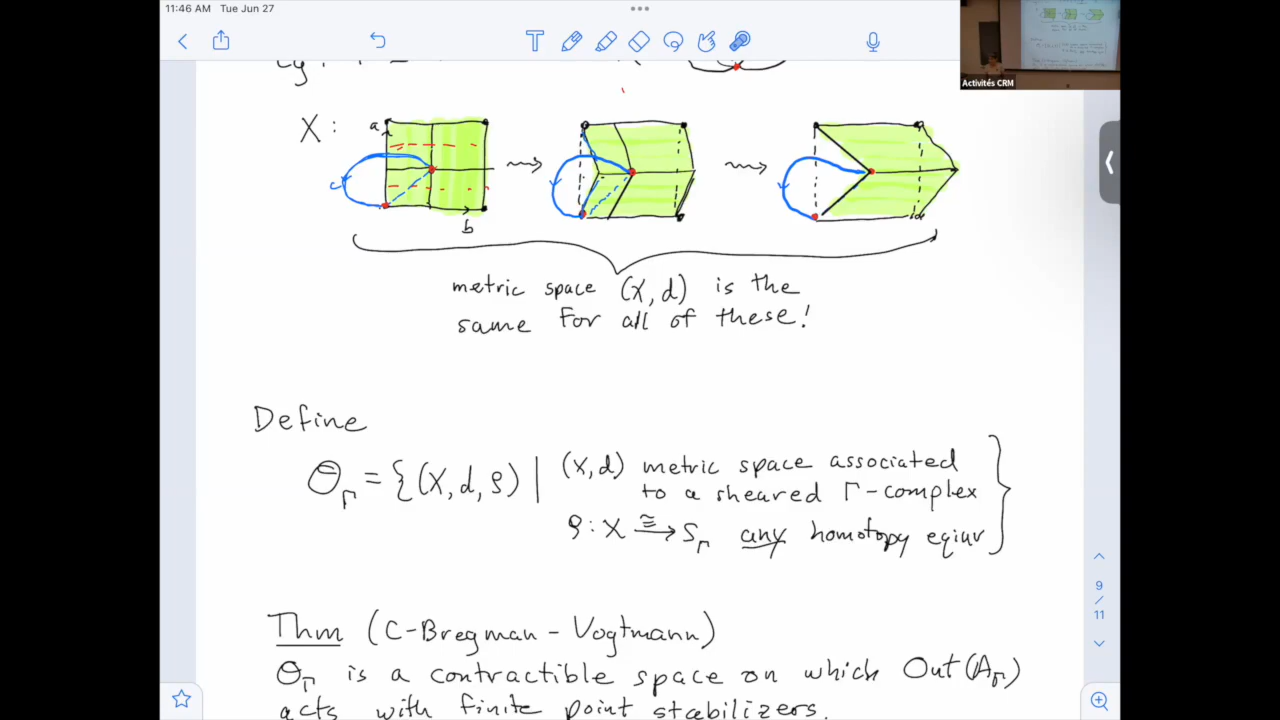 11:46 AM Tue Jun 27
Activités CRM
X :
a
b
metric space (X, d) is the
same for all of these!
Define
Θ_Γ = {(X, d, ρ) | (X, d) metric space associated
to a sheared Γ-complex
ρ : X ≅→ S_Γ any homotopy equiv }
Thm (C-Bregman-Vogtmann)
Θ_Γ is a contractible space on which Out(A_Γ)
acts with finite point stabilizers.
9
/
11